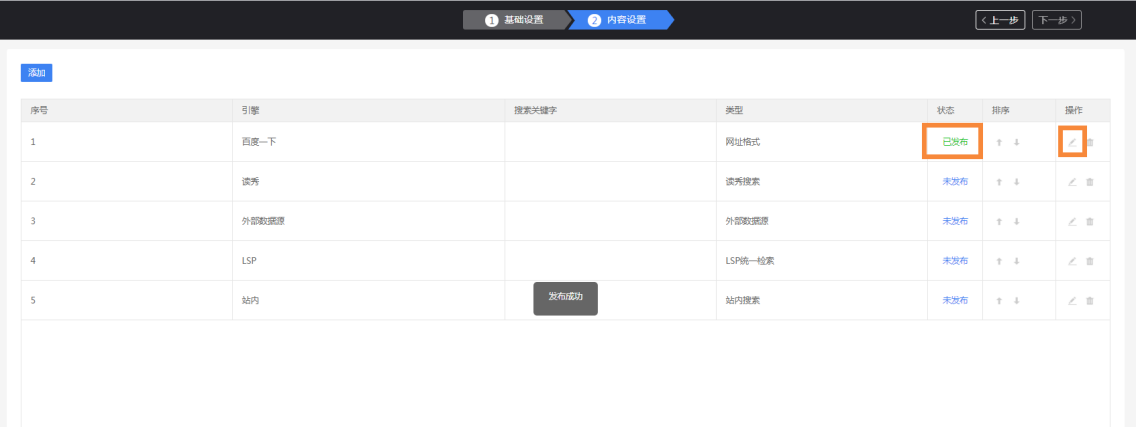 1 基础设置 2 内容设置 上一步 下一步
添加
序号 引擎 搜索关键字 类型 状态 排序 操作
1 百度一下 网址格式 已发布
2 读秀 读秀搜索 未发布
3 外部数据源 外部数据源 未发布
4 LSP LSP统一检索 未发布
5 站内 站内搜索 未发布
发布成功